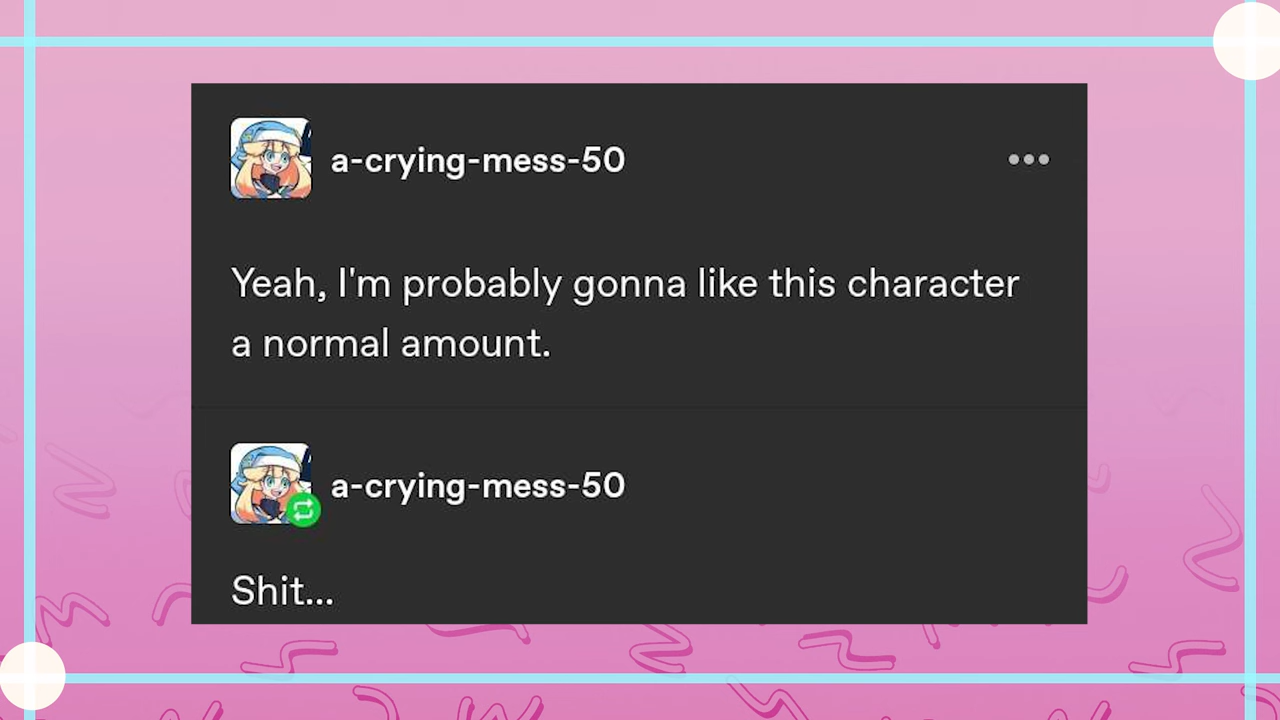 a-crying-mess-50
Yeah, I'm probably gonna like this character
a normal amount.
a-crying-mess-50
Shit...